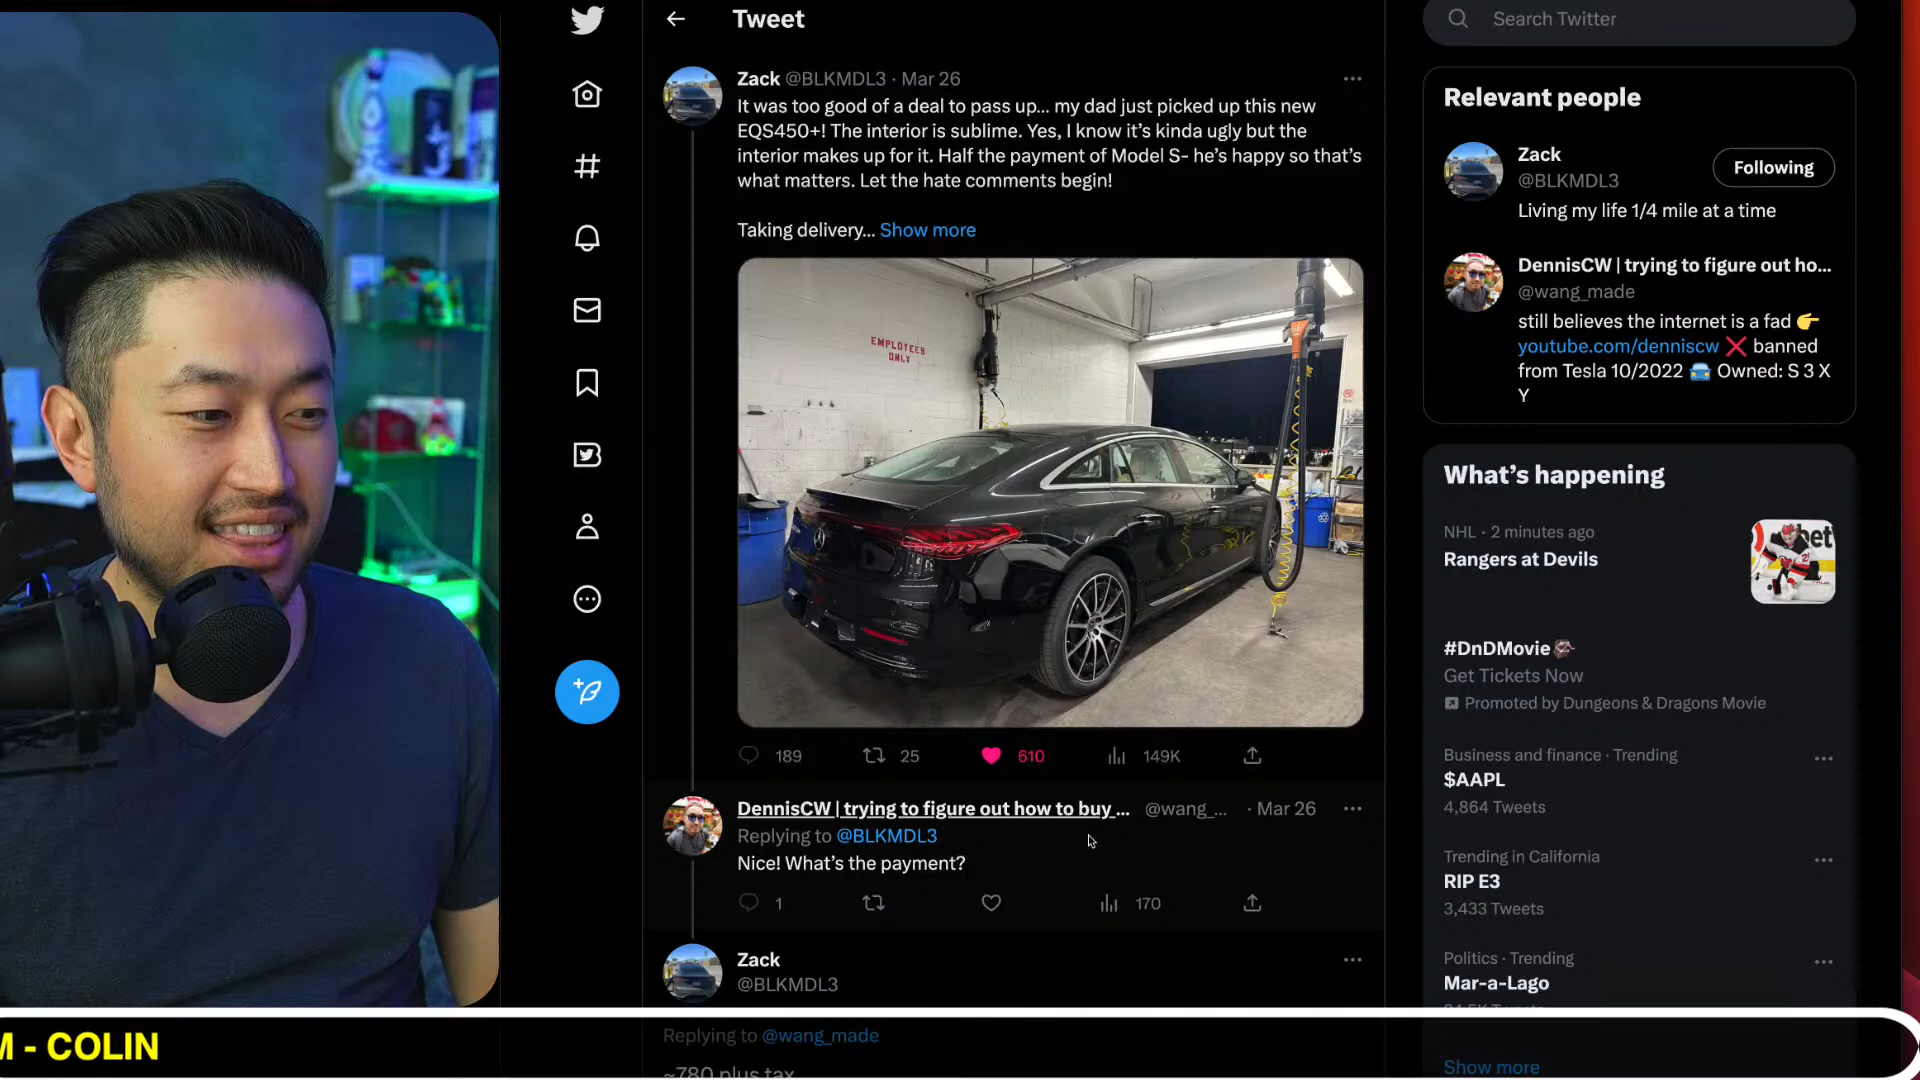 Tweet
Zack @BLKMDL3 · Mar 26
It was too good of a deal to pass up... my dad just picked up this new
EQS450+! The interior is sublime. Yes, I know it’s kinda ugly but the
interior makes up for it. Half the payment of Model S- he’s happy so that’s
what matters. Let the hate comments begin!
Taking delivery... Show more
EMPLOYEES
ONLY
189
25
610
149K
DennisCW | trying to figure out how to buy ... @wang_... · Mar 26
Replying to @BLKMDL3
Nice! What’s the payment?
1
170
Zack
@BLKMDL3
Replying to @wang_made
~780 plus tax
Search Twitter
Relevant people
Zack
@BLKMDL3
Following
Living my life 1/4 mile at a time
DennisCW | trying to figure out ho...
@wang_made
still believes the internet is a fad 👉
youtube.com/denniscw ❌ banned
from Tesla 10/2022 🚘 Owned: S 3 X
Y
What’s happening
NHL · 2 minutes ago
Rangers at Devils
#DnDMovie
Get Tickets Now
Promoted by Dungeons & Dragons Movie
Business and finance · Trending
$AAPL
4,864 Tweets
Trending in California
RIP E3
3,433 Tweets
Politics · Trending
Mar-a-Lago
Show more
M - COLIN